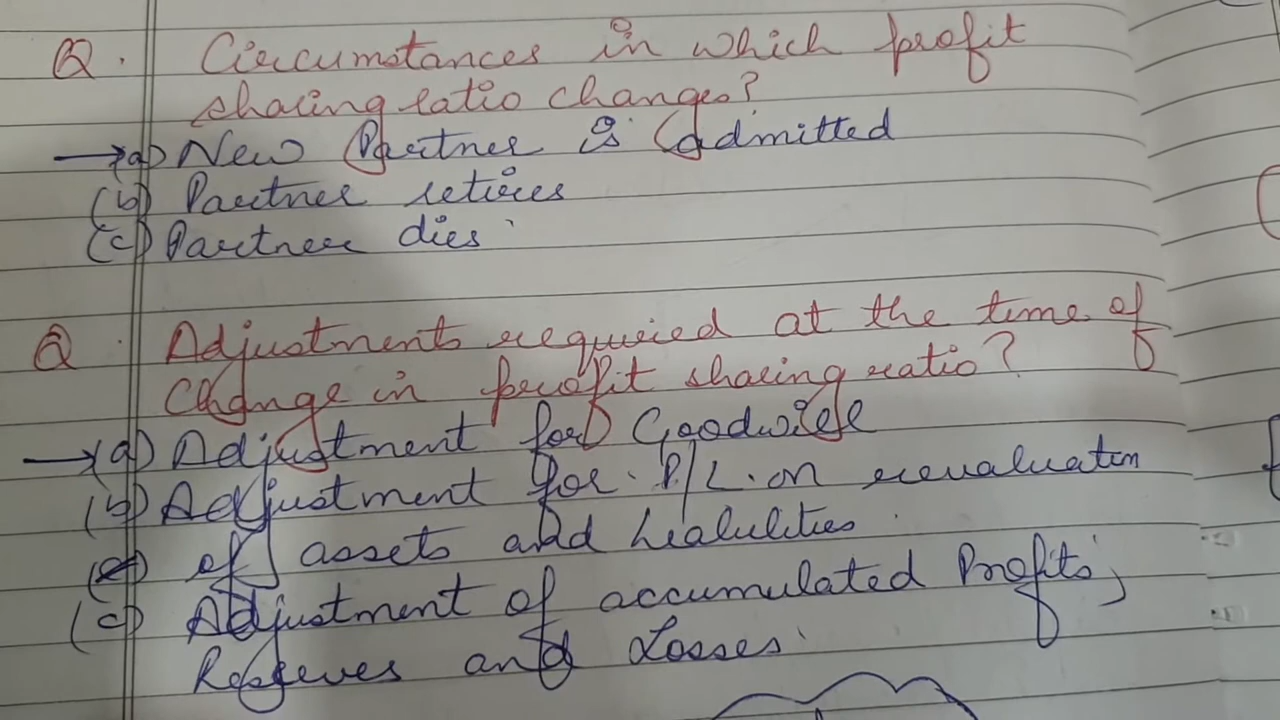 Q. Circumstances in which profit
sharing ratio changes?
→(a) New Partner is admitted
(b) Partner retires
(c) Partner dies
Q. Adjustments required at the time of
change in profit sharing ratio?
→(a) Adjustment for Goodwill
(b) Adjustment for P/L on revaluation
of assets and liabilities.
(c) Adjustment of accumulated Profits,
Reserves and Losses.